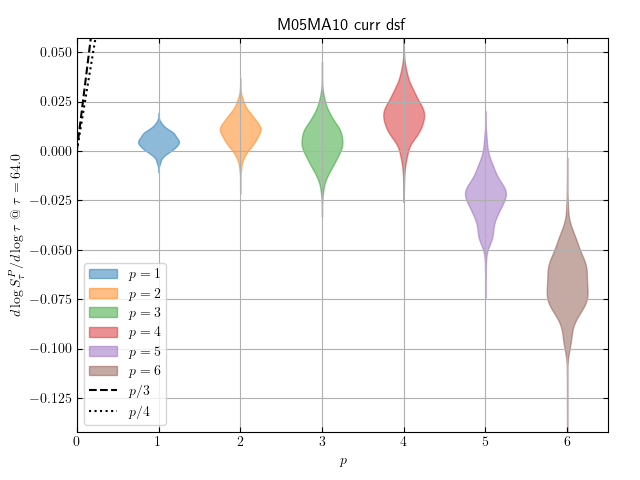 M05MA10 curr dsf
d log S_τ^P / d log τ @ τ = 64.0
0.050
0.025
0.000
−0.025
−0.050
−0.075
−0.100
−0.125
p = 1
p = 2
p = 3
p = 4
p = 5
p = 6
p/3
p/4
0 1 2 3 4 5 6
p